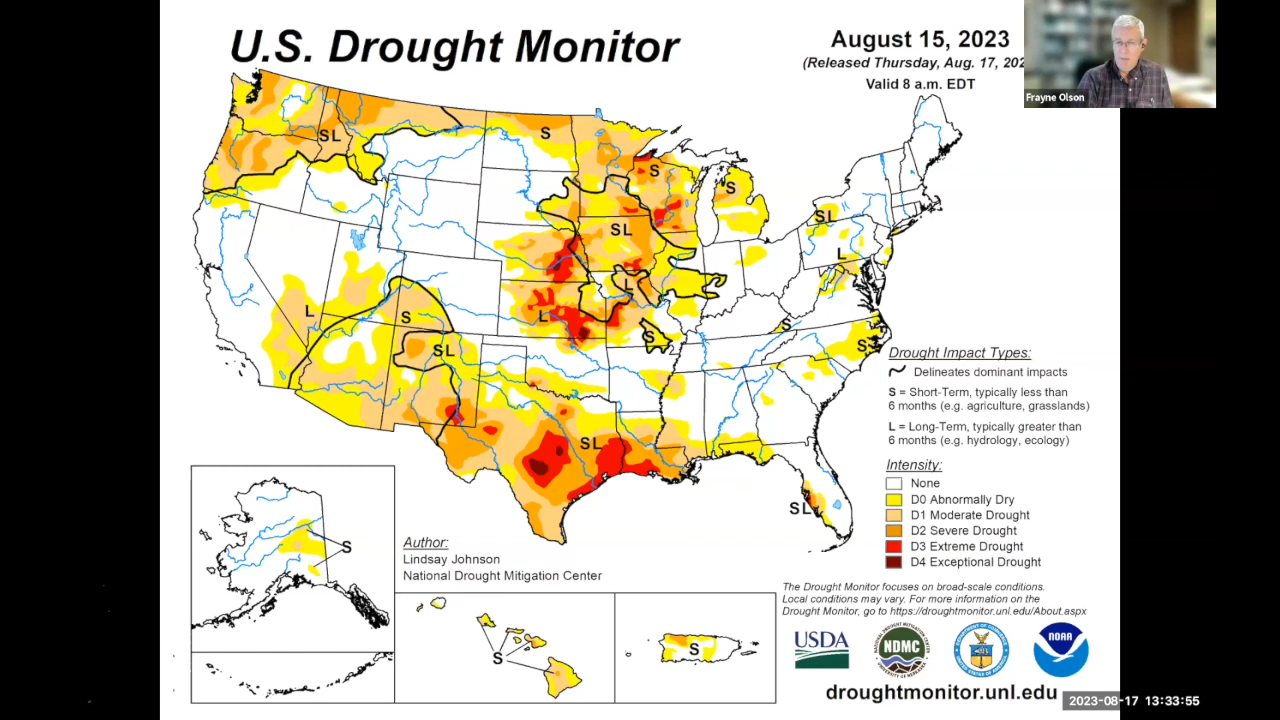 U.S. Drought Monitor
August 15, 2023
(Released Thursday, Aug. 17, 202
Valid 8 a.m. EDT
Frayne Olson
SL
S
S
S
SL
SL
L
L
L
S
S
S
L
S
SL
SL
SL
Drought Impact Types:
Delineates dominant impacts
S = Short-Term, typically less than
6 months (e.g. agriculture, grasslands)
L = Long-Term, typically greater than
6 months (e.g. hydrology, ecology)
Intensity:
None
D0 Abnormally Dry
D1 Moderate Drought
D2 Severe Drought
D3 Extreme Drought
D4 Exceptional Drought
S
Author:
Lindsay Johnson
National Drought Mitigation Center
S
S
The Drought Monitor focuses on broad-scale conditions.
Local conditions may vary. For more information on the
Drought Monitor, go to https://droughtmonitor.unl.edu/About.aspx
USDA
NDMC
NOAA
droughtmonitor.unl.edu
2023-08-17 13:33:55